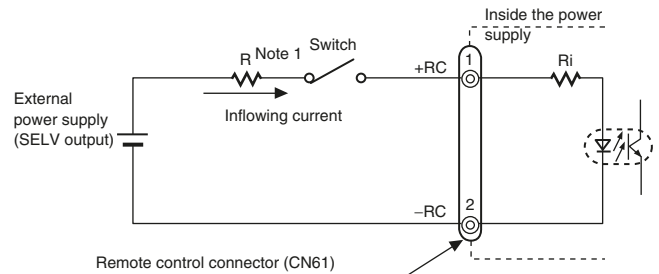 Inside the power
supply
R Note 1 Switch
+RC 1 Ri
External
power supply
(SELV output)
Inflowing current
2
−RC
Remote control connector (CN61)